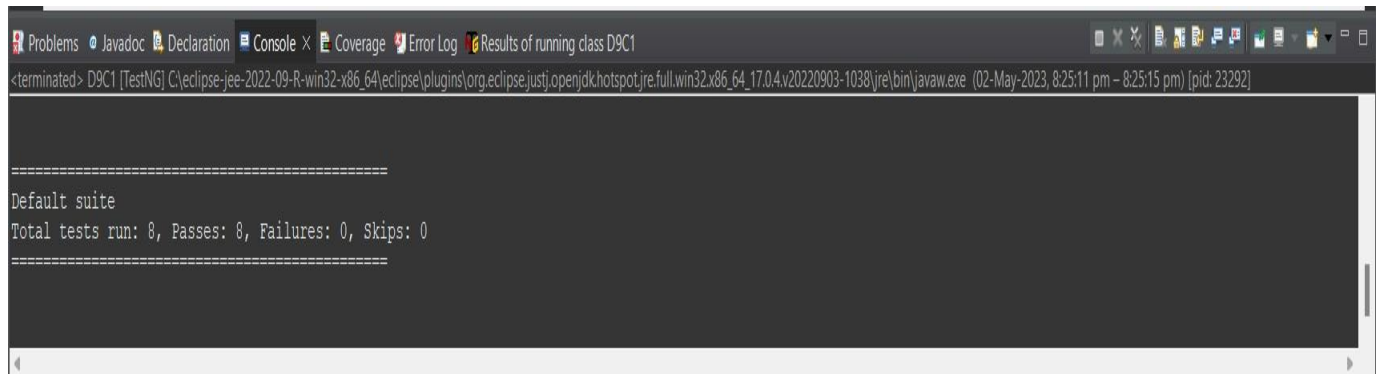 Problems Javadoc Declaration Console × Coverage Error Log Results of running class D9C1
<terminated> D9C1 [TestNG] C:\eclipse-jee-2022-09-R-win32-x86_64\eclipse\plugins\org.eclipse.justj.openjdk.hotspot.jre.full.win32.x86_64_17.0.4.v20220903-1038\jre\bin\javaw.exe (02-May-2023, 8:25:11 pm – 8:25:15 pm) [pid: 23292]
===============================================
Default suite
Total tests run: 8, Passes: 8, Failures: 0, Skips: 0
===============================================